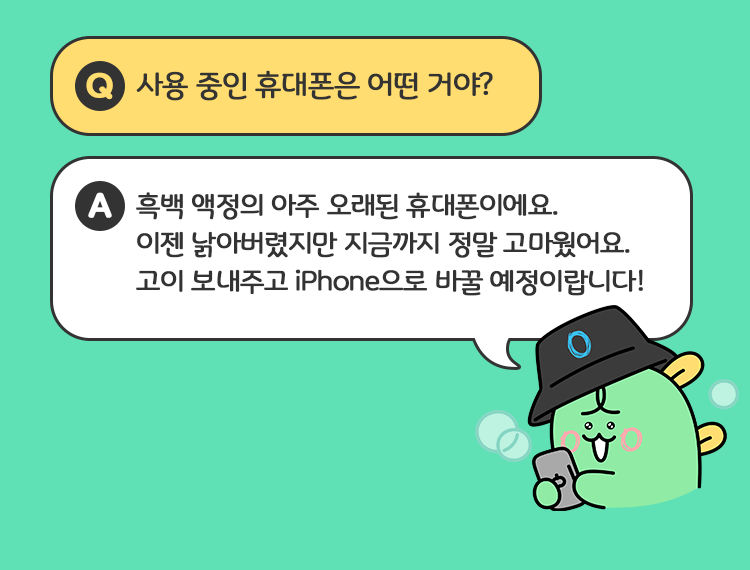 Q 사용 중인 휴대폰은 어떤 거야?
A 흑백 액정의 아주 오래된 휴대폰이에요.
이젠 낡아버렸지만 지금까지 정말 고마웠어요.
고이 보내주고 iPhone으로 바꿀 예정이랍니다!